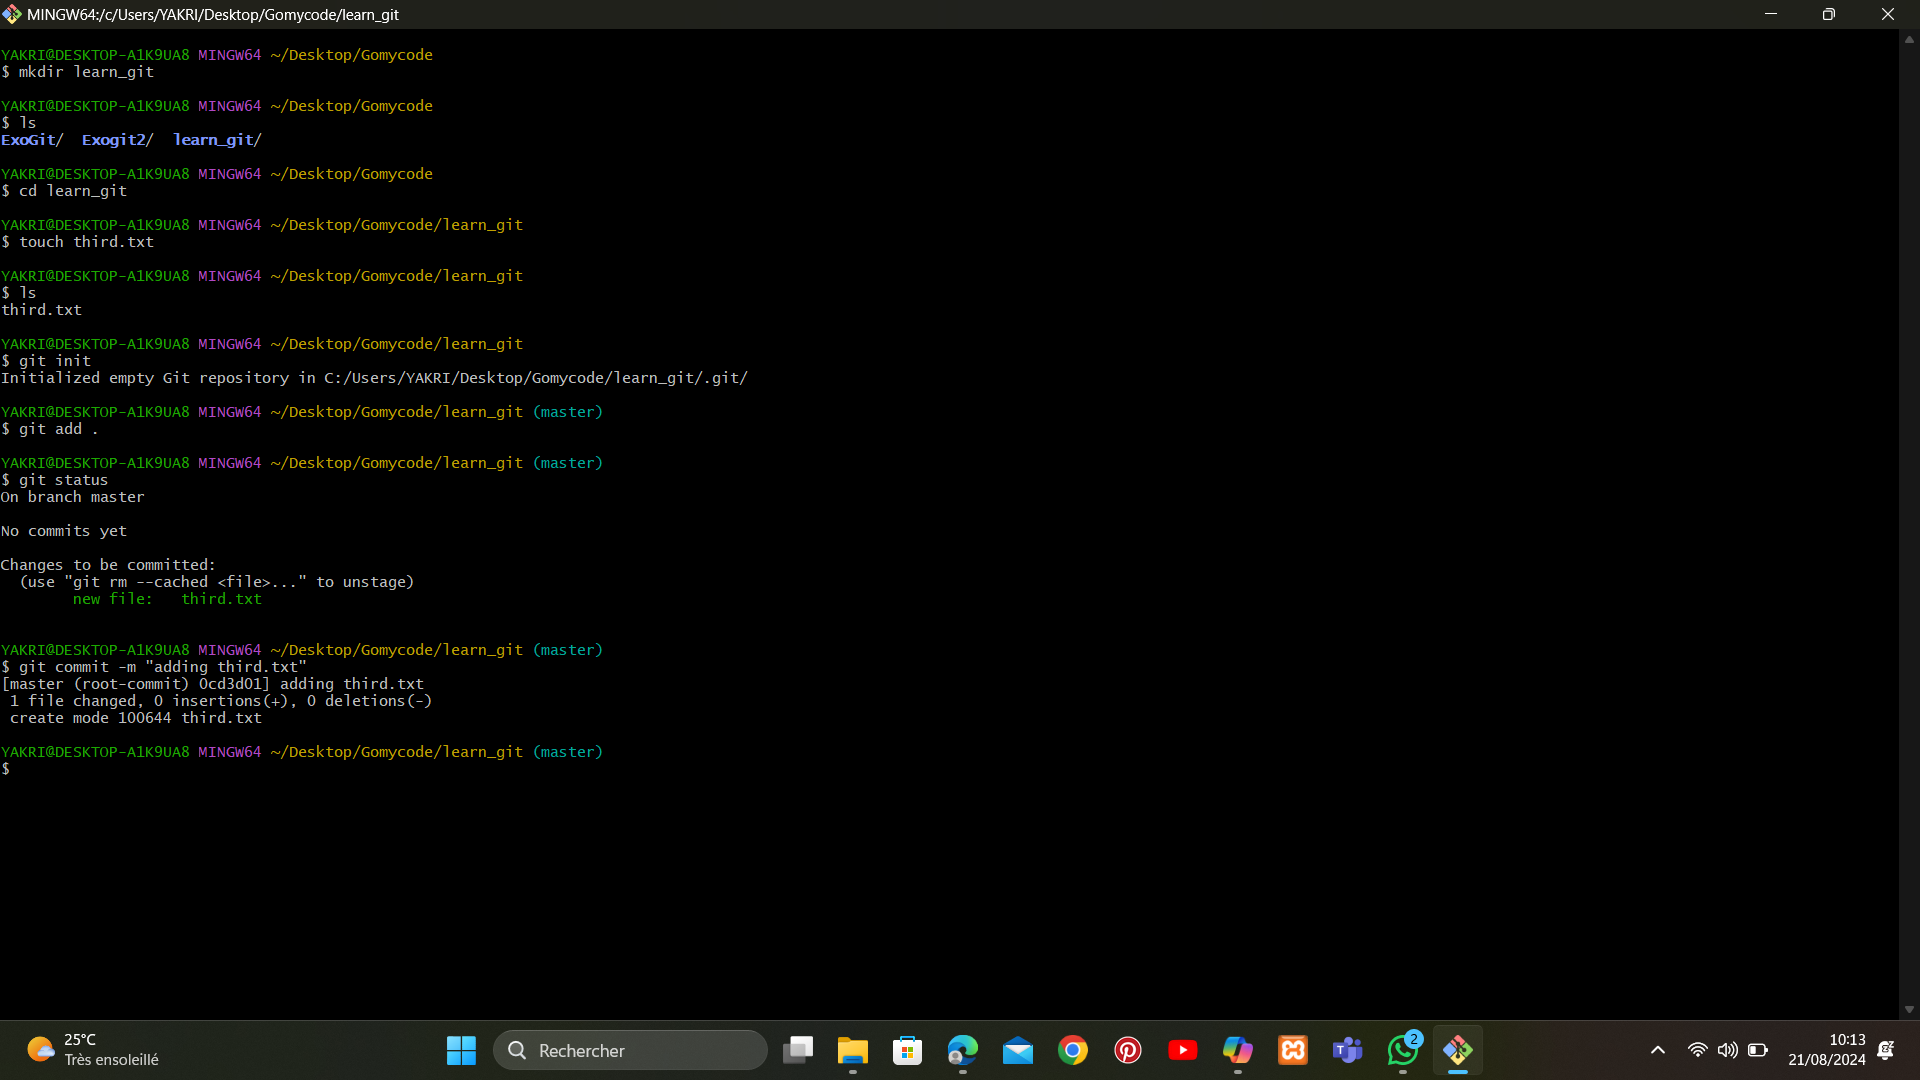 MINGW64:/c/Users/YAKRI/Desktop/Gomycode/learn_git
YAKRI@DESKTOP-A1K9UA8 MINGW64 ~/Desktop/Gomycode
$ mkdir learn_git
YAKRI@DESKTOP-A1K9UA8 MINGW64 ~/Desktop/Gomycode
$ ls
ExoGit/  Exogit2/  learn_git/
YAKRI@DESKTOP-A1K9UA8 MINGW64 ~/Desktop/Gomycode
$ cd learn_git
YAKRI@DESKTOP-A1K9UA8 MINGW64 ~/Desktop/Gomycode/learn_git
$ touch third.txt
YAKRI@DESKTOP-A1K9UA8 MINGW64 ~/Desktop/Gomycode/learn_git
$ ls
third.txt
YAKRI@DESKTOP-A1K9UA8 MINGW64 ~/Desktop/Gomycode/learn_git
$ git init
Initialized empty Git repository in C:/Users/YAKRI/Desktop/Gomycode/learn_git/.git/
YAKRI@DESKTOP-A1K9UA8 MINGW64 ~/Desktop/Gomycode/learn_git (master)
$ git add .
YAKRI@DESKTOP-A1K9UA8 MINGW64 ~/Desktop/Gomycode/learn_git (master)
$ git status
On branch master
No commits yet
Changes to be committed:
  (use "git rm --cached <file>..." to unstage)
        new file:   third.txt
YAKRI@DESKTOP-A1K9UA8 MINGW64 ~/Desktop/Gomycode/learn_git (master)
$ git commit -m "adding third.txt"
[master (root-commit) 0cd3d01] adding third.txt
 1 file changed, 0 insertions(+), 0 deletions(-)
 create mode 100644 third.txt
YAKRI@DESKTOP-A1K9UA8 MINGW64 ~/Desktop/Gomycode/learn_git (master)
$
25°C
Très ensoleillé
Rechercher
2
10:13
21/08/2024